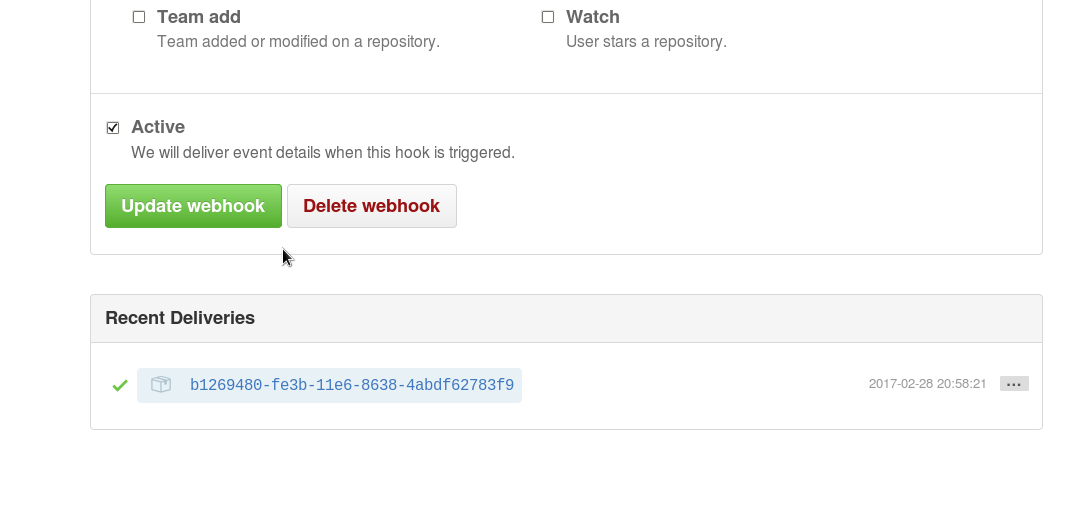 Team add
Team added or modified on a repository.
Watch
User stars a repository.
Active
We will deliver event details when this hook is triggered.
Update webhook
Delete webhook
Recent Deliveries
b1269480-fe3b-11e6-8638-4abdf62783f9
2017-02-28 20:58:21
...